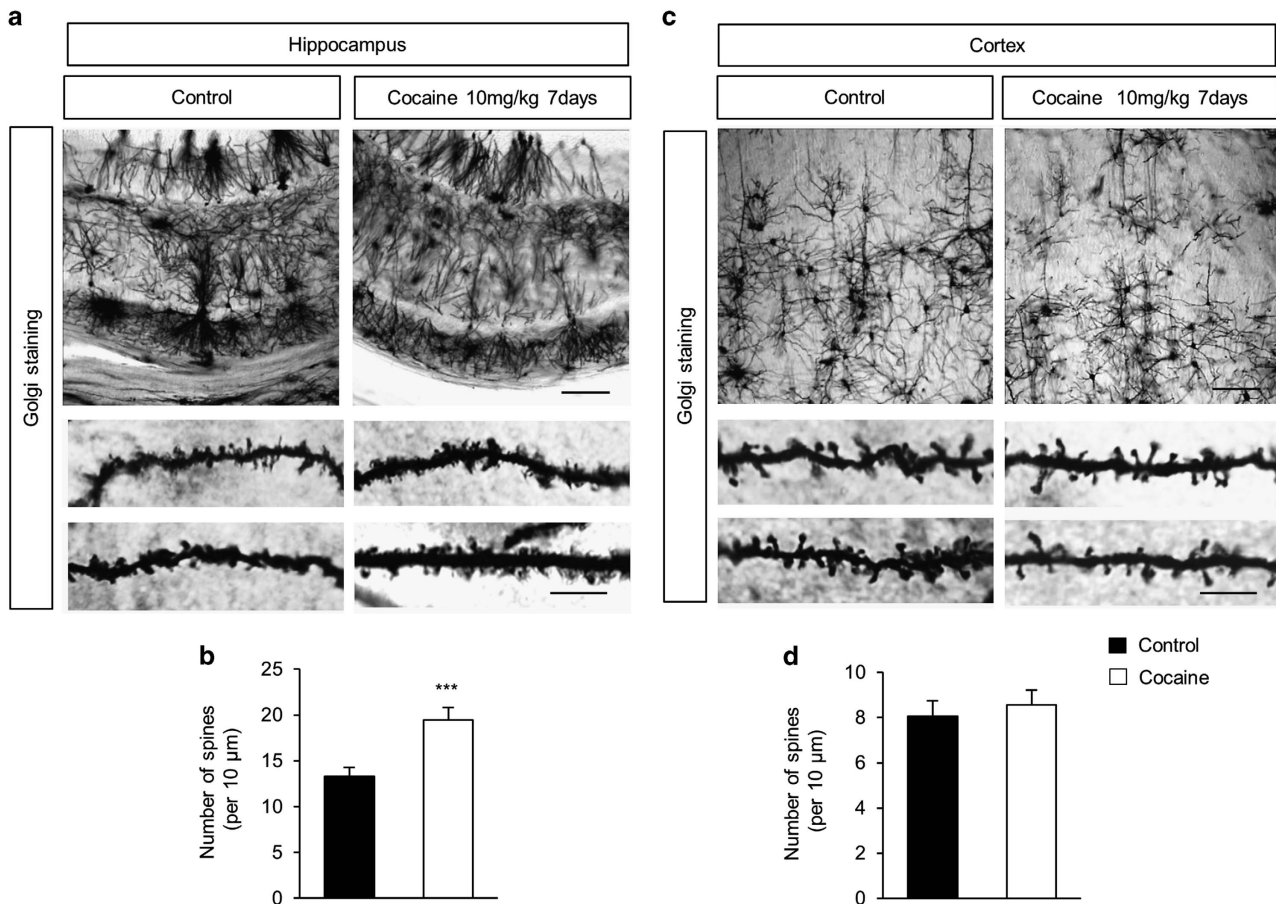 a
Hippocampus
Control
Cocaine 10mg/kg 7days
Golgi staining
c
Cortex
Control
Cocaine 10mg/kg 7days
Golgi staining
b
Number of spines
(per 10 µm)
25
20
15
10
5
0
***
d
Number of spines
(per 10 µm)
10
8
6
4
2
0
Control
Cocaine